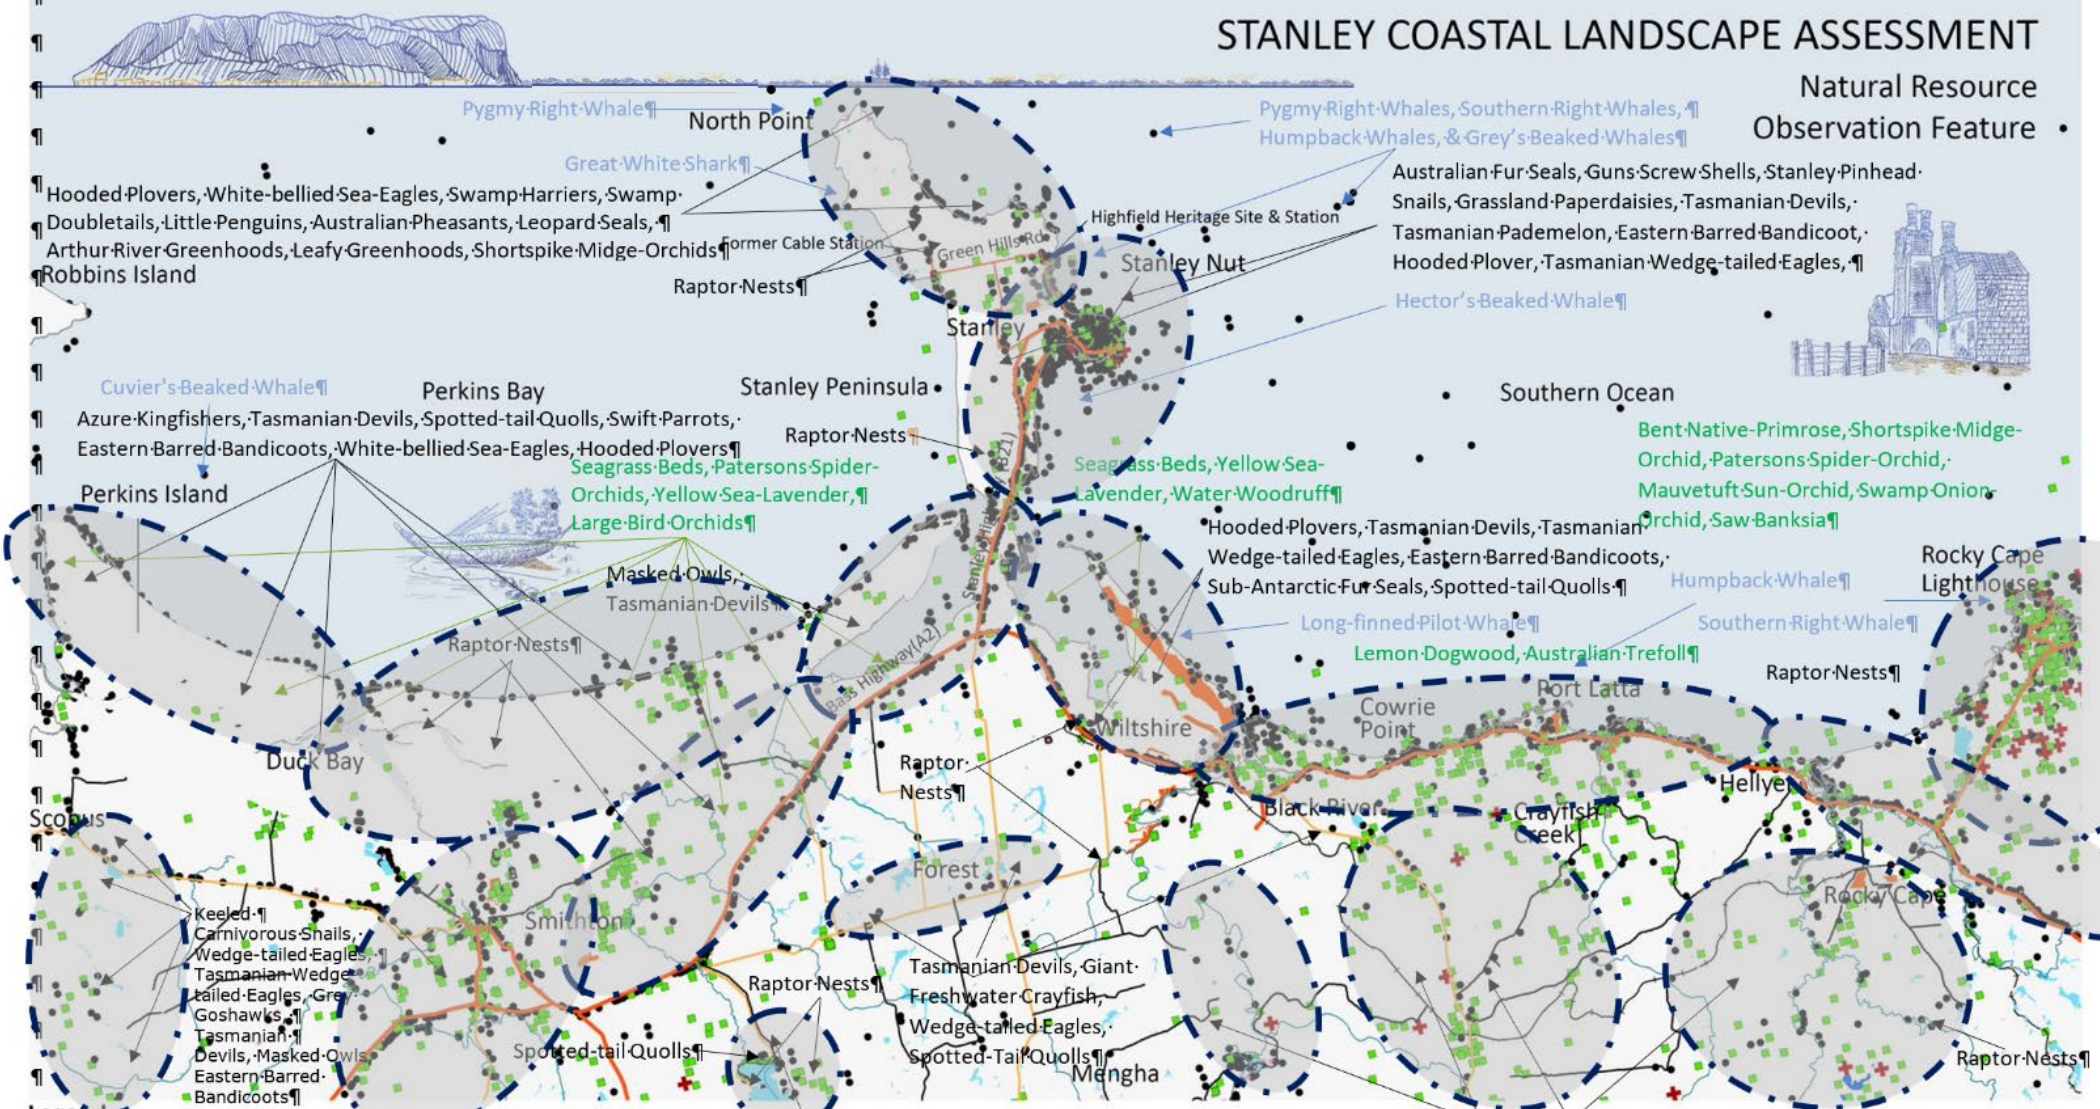 STANLEY COASTAL LANDSCAPE ASSESSMENT
Natural Resource
Observation Feature
Pygmy·Right·Whale¶
North Point
Great·White·Shark¶
Pygmy·Right·Whales,·Southern·Right·Whales,·¶
Humpback·Whales,·&·Grey's·Beaked·Whales¶
Hooded·Plovers,·White-bellied·Sea-Eagles,·Swamp·Harriers,·Swamp·
Doubletails,·Little·Penguins,·Australian·Pheasants,·Leopard·Seals,·¶
Arthur·River·Greenhoods,·Leafy·Greenhoods,·Shortspike·Midge-Orchids¶
Australian·Fur·Seals,·Guns·Screw·Shells,·Stanley·Pinhead·
Snails,·Grassland·Paperdaisies,·Tasmanian·Devils,·
Tasmanian·Pademelon,·Eastern·Barred·Bandicoot,·
Hooded·Plover,·Tasmanian·Wedge-tailed·Eagles,·¶
Highfield Heritage Site & Station
Former Cable Station
Green Hills Rd
Robbins Island
Raptor·Nests¶
Stanley Nut
Hector's·Beaked·Whale¶
Stanley
Cuvier's·Beaked·Whale¶
Perkins Bay
Stanley Peninsula
Southern Ocean
Azure·Kingfishers,·Tasmanian·Devils,·Spotted-tail·Quolls,·Swift·Parrots,·
Eastern·Barred·Bandicoots,·White-bellied·Sea-Eagles,·Hooded·Plovers¶
Raptor·Nests¶
Seagrass·Beds,·Patersons·Spider-
Orchids,·Yellow·Sea-Lavender,·¶
Large·Bird·Orchids¶
Seagrass·Beds,·Yellow·Sea-
Lavender,·Water·Woodruff¶
Bent·Native-Primrose,·Shortspike·Midge-
Orchid,·Patersons·Spider-Orchid,·
Mauvetuft·Sun-Orchid,·Swamp·Onion-
Orchid,·Saw·Banksia¶
Perkins Island
Hooded·Plovers,·Tasmanian·Devils,·Tasmanian·
Wedge-tailed·Eagles,·Eastern·Barred·Bandicoots,·
Sub-Antarctic·Fur·Seals,·Spotted-tail·Quolls·¶
Rocky Cape
Lighthouse
Masked·Owls,·
Tasmanian·Devils¶
Humpback·Whale¶
Long-finned·Pilot·Whale¶
Southern·Right·Whale¶
Raptor·Nests¶
Lemon·Dogwood,·Australian·Trefoll¶
Raptor·Nests¶
Bass Highway(A2)
Port Latta
Cowrie
Point
Wiltshire
Duck Bay
Raptor·
Nests¶
Hellyer
Black River
Crayfish
Creek
Scopus
Forest
Rocky Cape
Smithton
Keeled·¶
Carnivorous·Snails,·
Wedge-tailed·Eagles,·¶
Tasmanian·Wedge-
tailed·Eagles,·Grey·
Goshawks,·¶
Tasmanian·¶
Devils,·Masked·Owls,
Eastern·Barred·
Bandicoots¶
Raptor·Nests¶
Tasmanian·Devils,·Giant·
Freshwater·Crayfish,·
Wedge-tailed·Eagles,·
Spotted-Tail·Quolls¶
Spotted-tail·Quolls¶
Mengha
Raptor·Nests¶